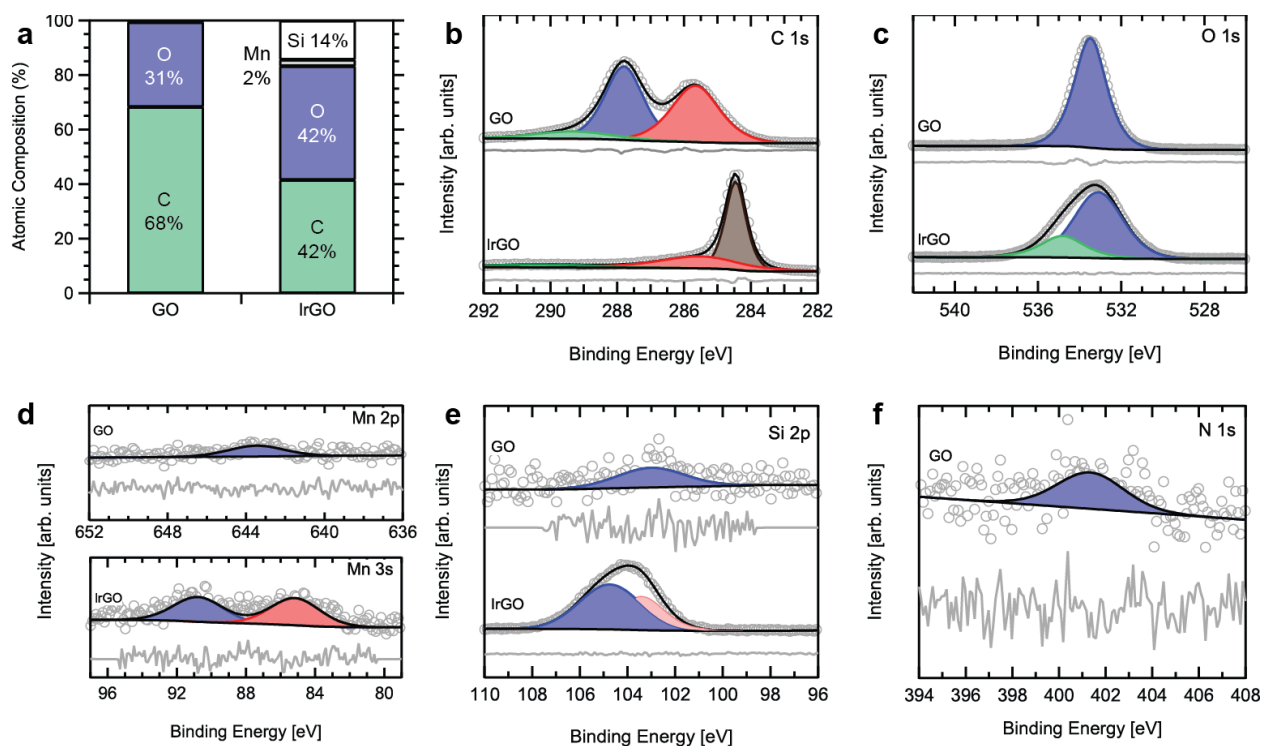 a
Atomic Composition (%)
100
80
60
40
20
0
O
31%
C
68%
Mn
2%
Si 14%
O
42%
C
42%
GO
lrGO
b
C 1s
Intensity [arb. units]
GO
lrGO
292 290 288 286 284 282
Binding Energy [eV]
c
O 1s
Intensity [arb. units]
GO
lrGO
540 536 532 528
Binding Energy [eV]
d
Mn 2p
GO
652 648 644 640 636
Intensity [arb. units]
Mn 3s
lrGO
96 92 88 84 80
Binding Energy [eV]
e
Si 2p
Intensity [arb. units]
GO
lrGO
110 108 106 104 102 100 98 96
Binding Energy [eV]
f
N 1s
Intensity [arb. units]
GO
394 396 398 400 402 404 406 408
Binding Energy [eV]